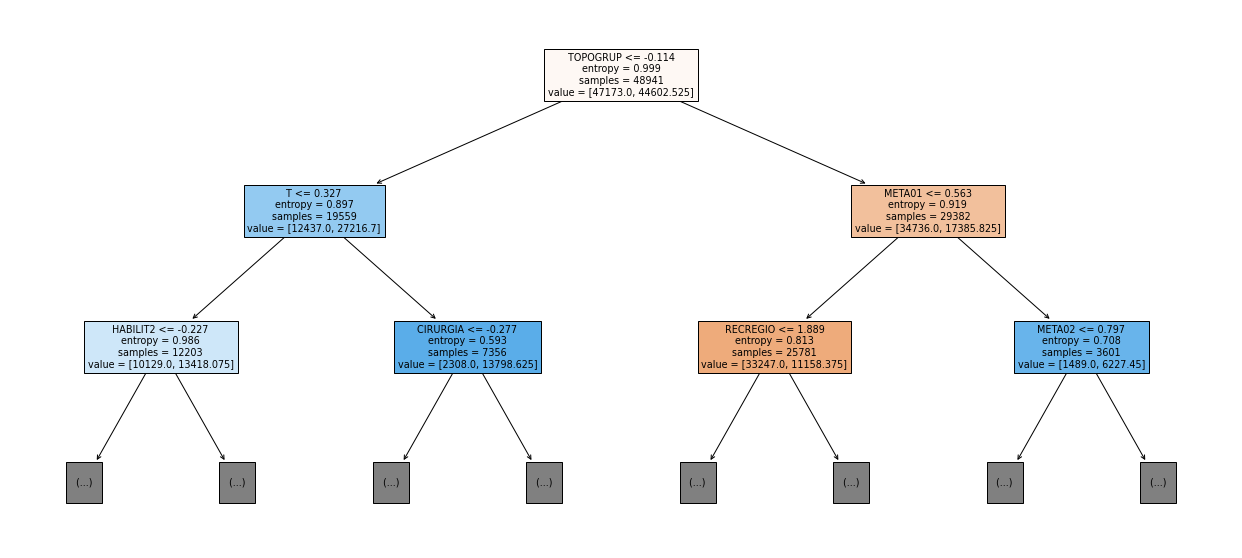 TOPOGRUP <= -0.114
entropy = 0.999
samples = 48941
value = [47173.0, 44602.525]
T <= 0.327
entropy = 0.897
samples = 19559
value = [12437.0, 27216.7]
META01 <= 0.563
entropy = 0.919
samples = 29382
value = [34736.0, 17385.825]
HABILIT2 <= -0.227
entropy = 0.986
samples = 12203
value = [10129.0, 13418.075]
CIRURGIA <= -0.277
entropy = 0.593
samples = 7356
value = [2308.0, 13798.625]
RECREGIO <= 1.889
entropy = 0.813
samples = 25781
value = [33247.0, 11158.375]
META02 <= 0.797
entropy = 0.708
samples = 3601
value = [1489.0, 6227.45]
(...)
(...)
(...)
(...)
(...)
(...)
(...)
(...)